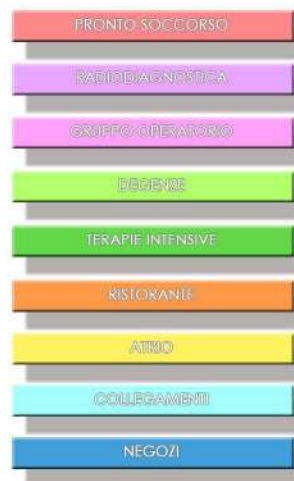 PRONTO SOCCORSO
RADIODIAGNOSTICA
GRUPPO OPERATORIO
DEGENZE
TERAPIE INTENSIVE
RISTORANTE
ATRIO
COLLEGAMENTI
NEGOZI